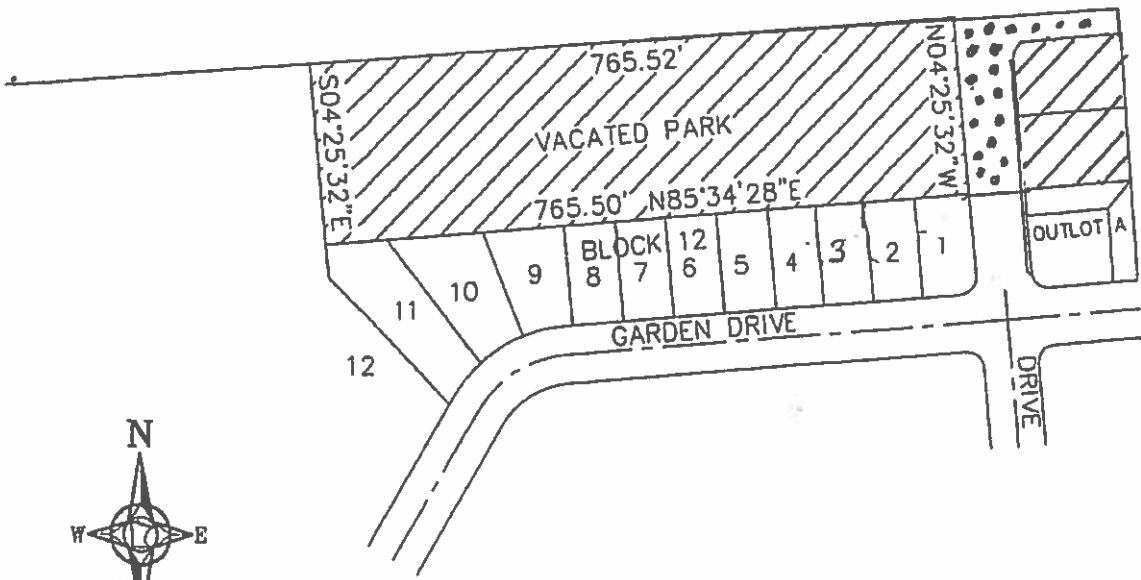 765.52'
S04°25'32"E
N04°25'32"W
VACATED PARK
765.50' N85°34'28"E
BLOCK 12
OUTLOT A
1
2
3
4
5
6
7
8
9
10
11
12
GARDEN DRIVE
DRIVE
N
W E